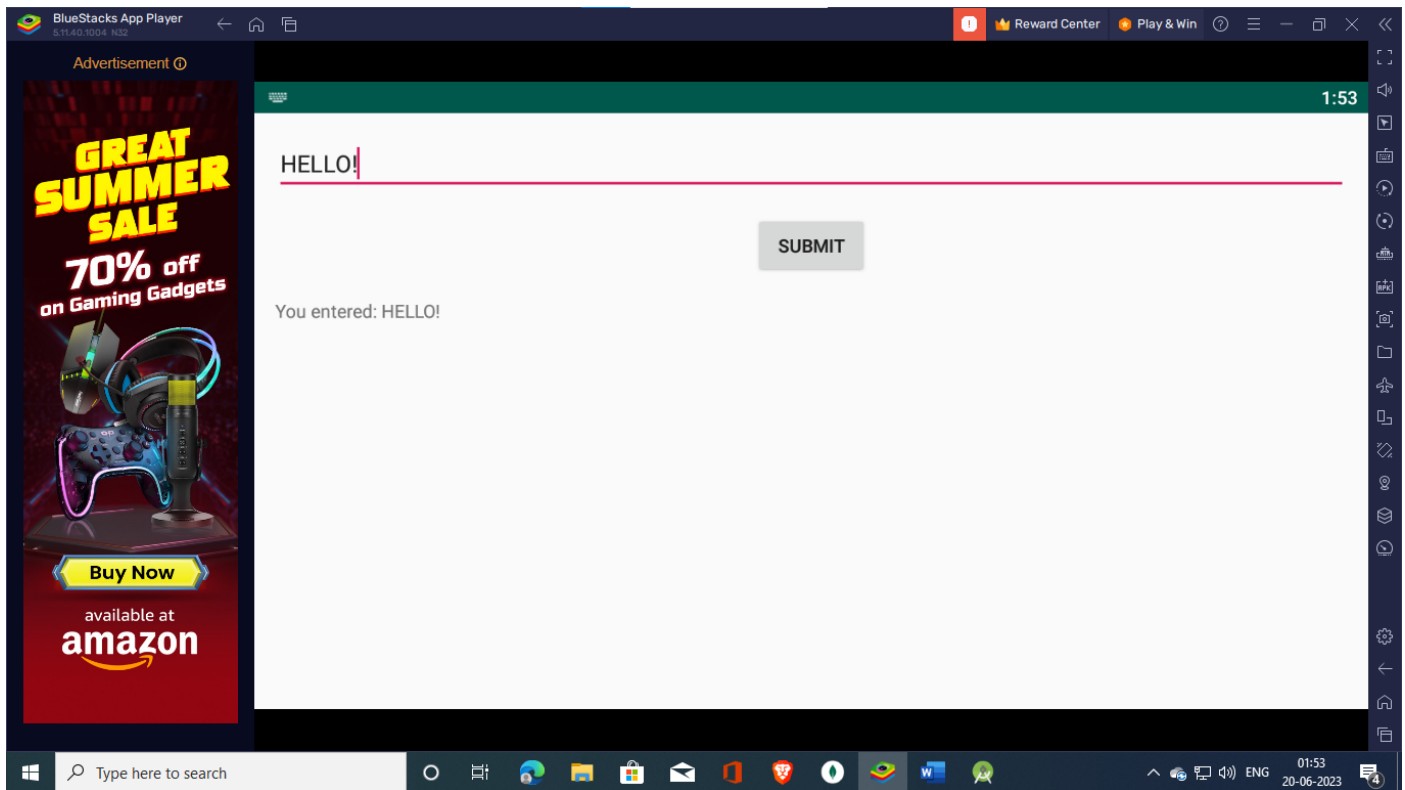 BlueStacks App Player
5.11.40.1004 N32
Reward Center
Play & Win
Advertisement
1:53
GREAT
SUMMER
SALE
70% off
on Gaming Gadgets
Buy Now
available at
amazon
HELLO!
SUBMIT
You entered: HELLO!
Type here to search
ENG
01:53
20-06-2023
4